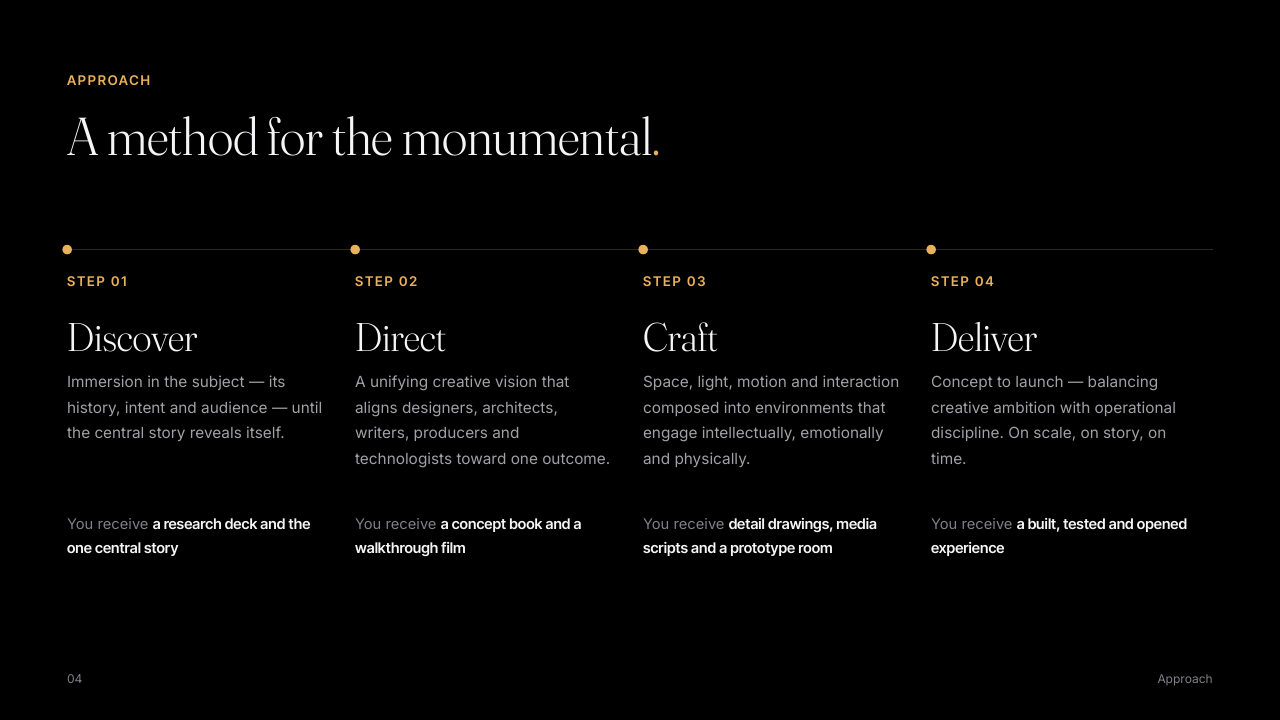 APPROACH
A method for the monumental.
STEP 01
Discover
Immersion in the subject — its
history, intent and audience — until
the central story reveals itself.
You receive a research deck and the
one central story
STEP 02
Direct
A unifying creative vision that
aligns designers, architects,
writers, producers and
technologists toward one outcome.
You receive a concept book and a
walkthrough film
STEP 03
Craft
Space, light, motion and interaction
composed into environments that
engage intellectually, emotionally
and physically.
You receive detail drawings, media
scripts and a prototype room
STEP 04
Deliver
Concept to launch — balancing
creative ambition with operational
discipline. On scale, on story, on
time.
You receive a built, tested and opened
experience
04
Approach